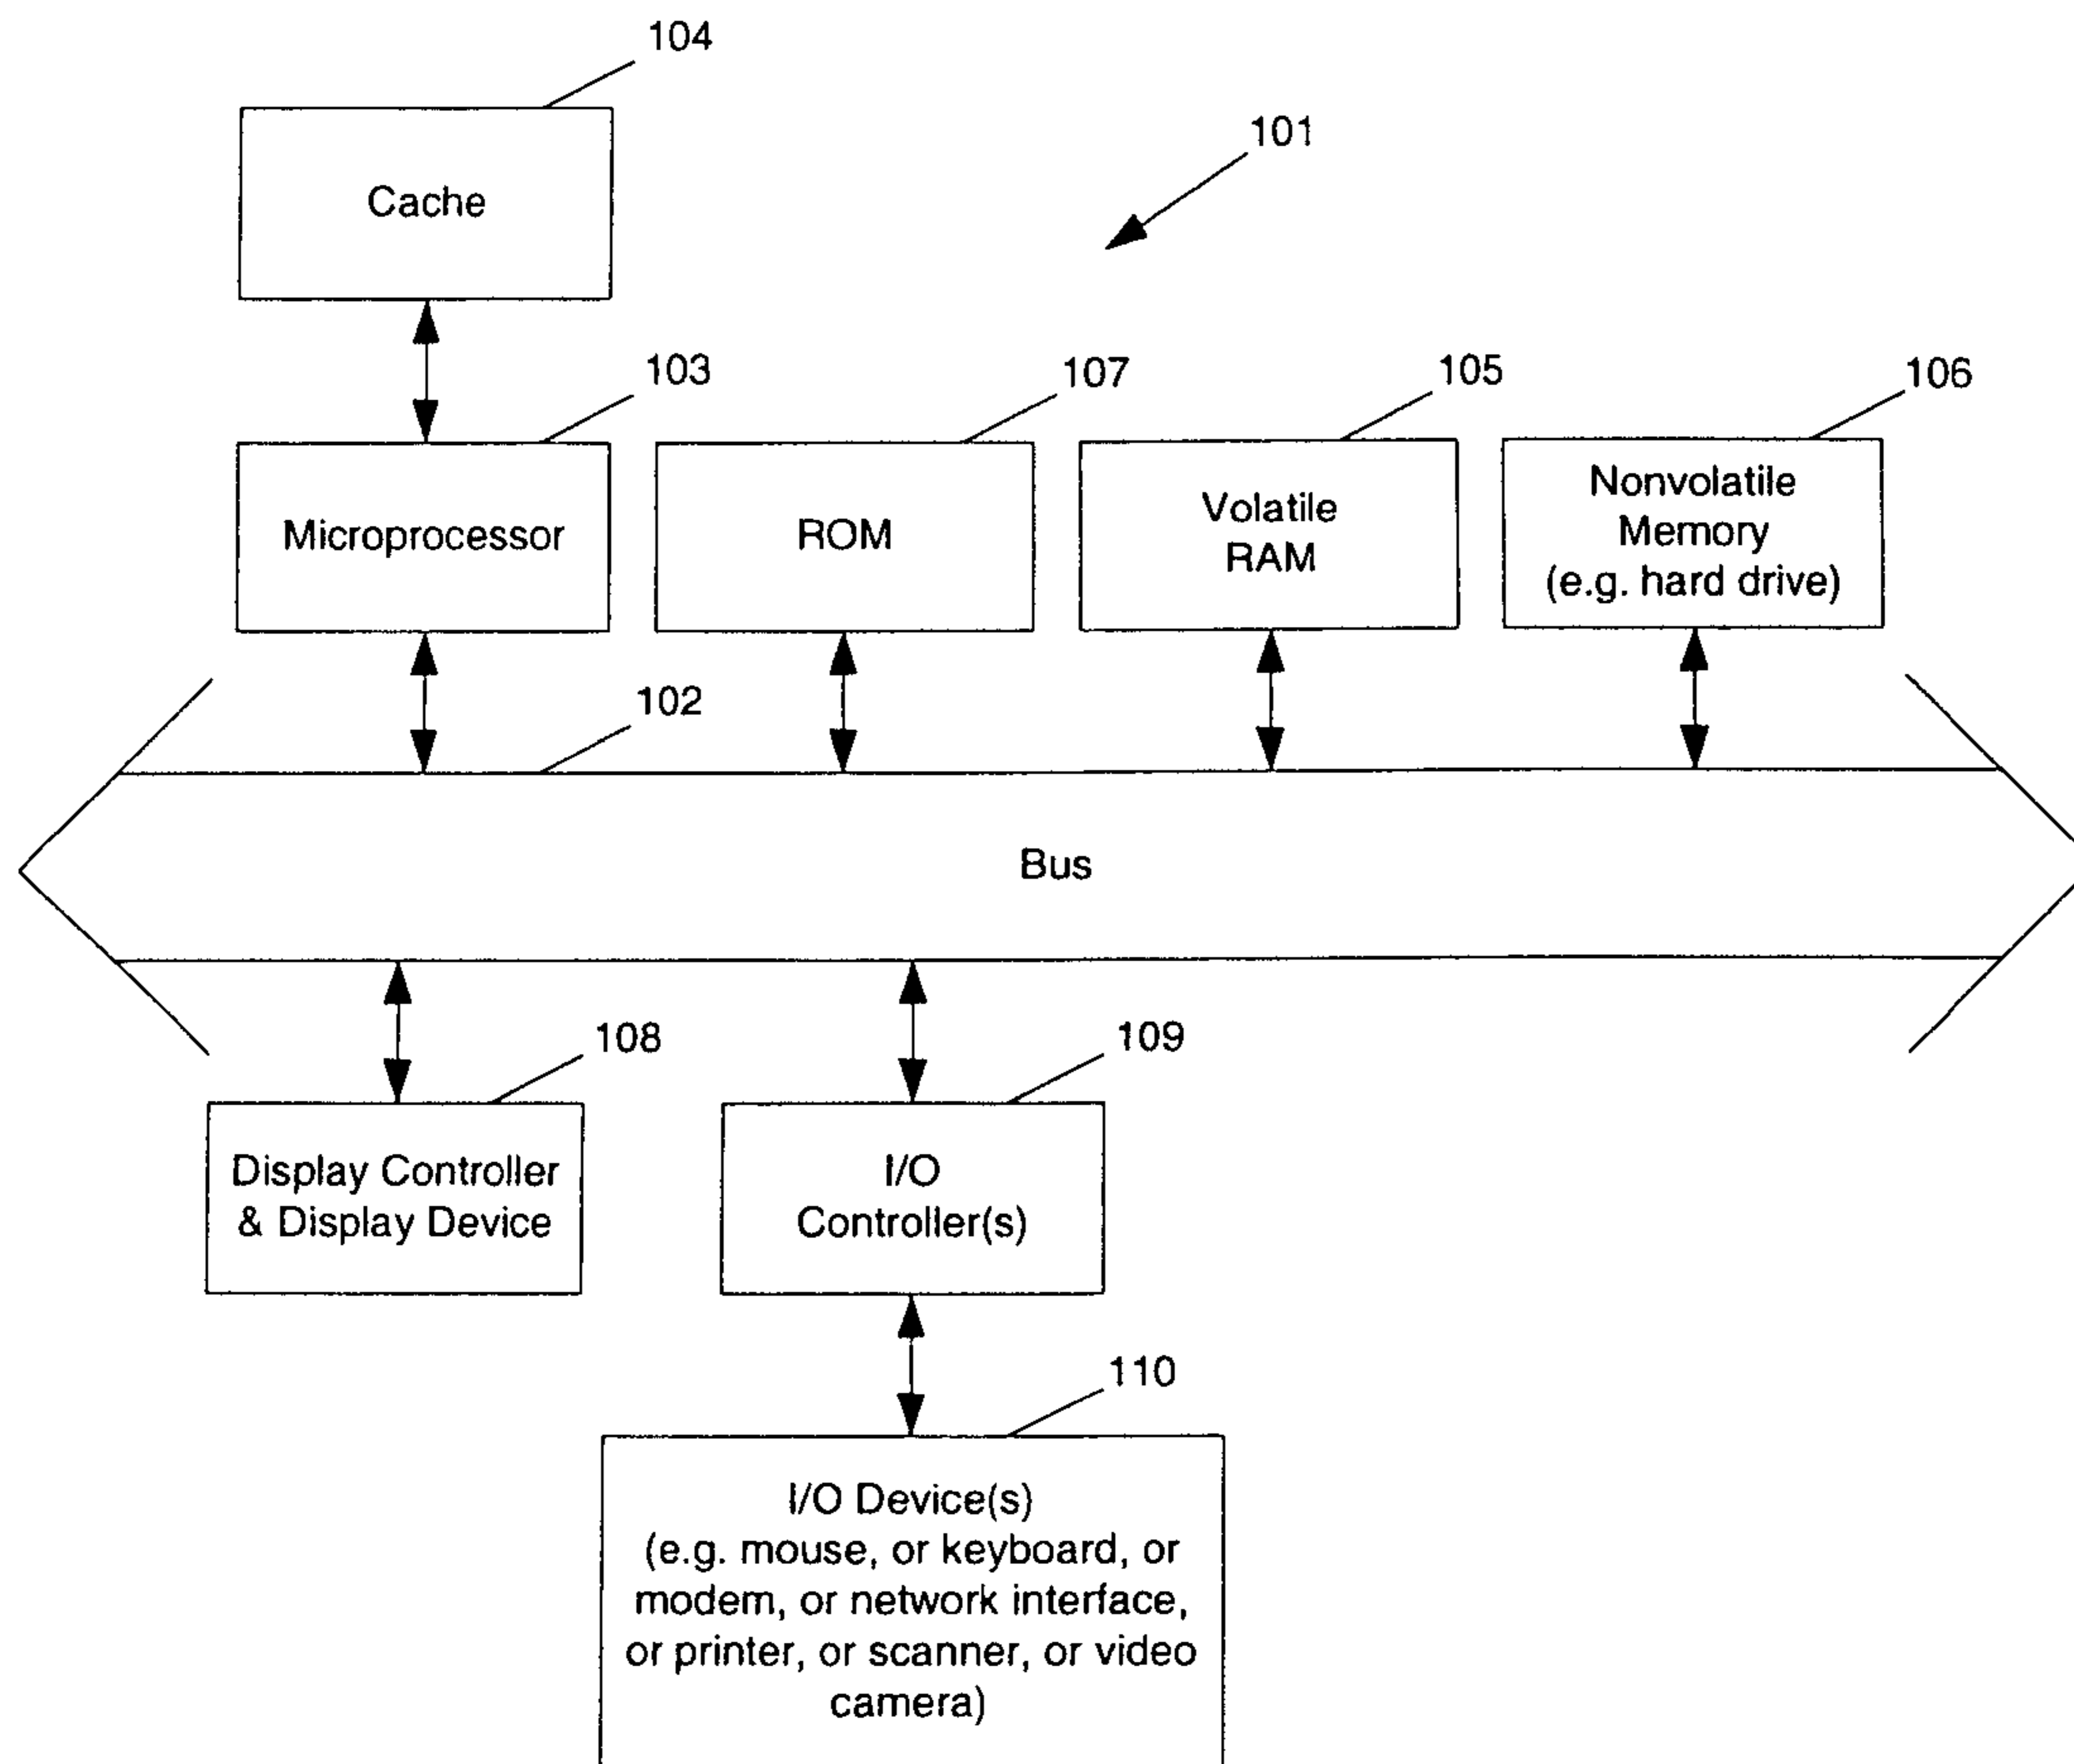 104
Cache
101
103
107
105
106
Microprocessor
ROM
Volatile
RAM
Nonvolatile
Memory
(e.g. hard drive)
102
Bus
108
109
Display Controller
& Display Device
I/O
Controller(s)
110
I/O Device(s)
(e.g. mouse, or keyboard, or
modem, or network interface,
or printer, or scanner, or video
camera)